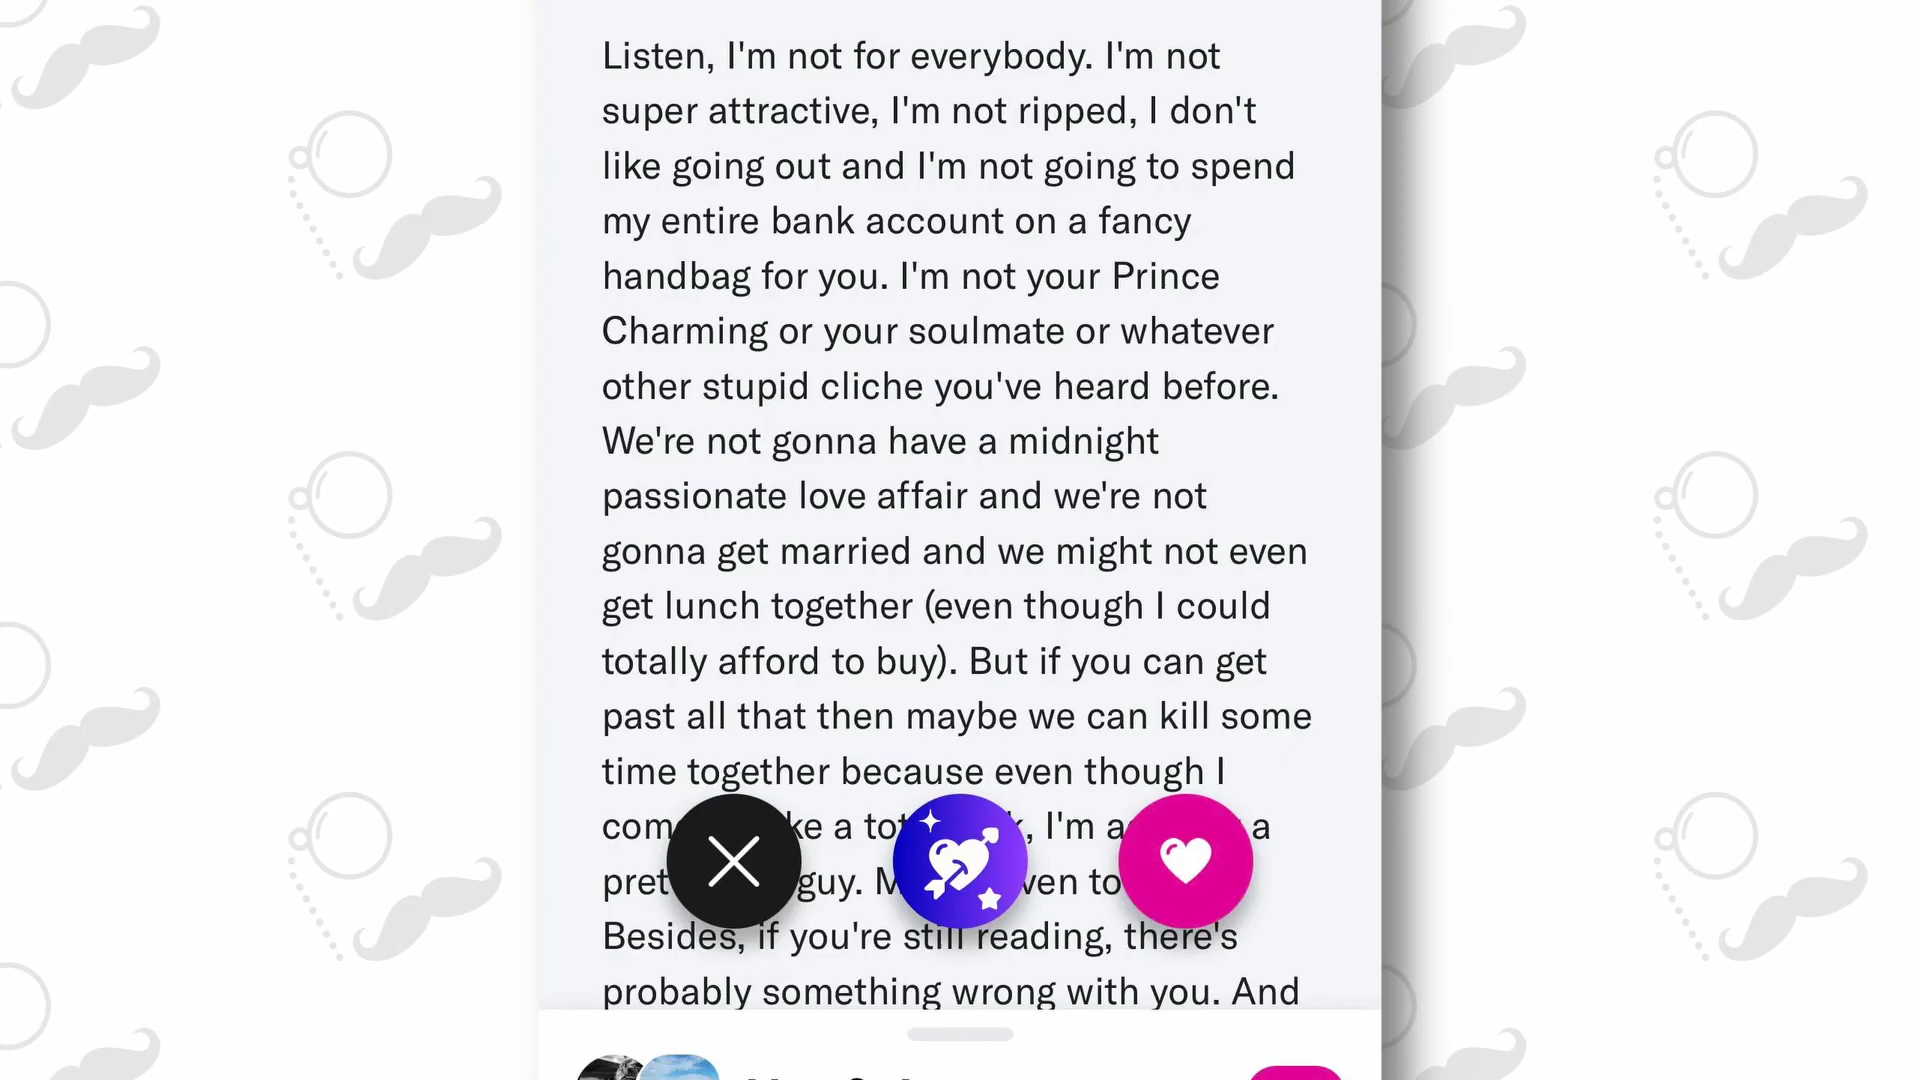 Listen, I'm not for everybody. I'm not
super attractive, I'm not ripped, I don't
like going out and I'm not going to spend
my entire bank account on a fancy
handbag for you. I'm not your Prince
Charming or your soulmate or whatever
other stupid cliche you've heard before.
We're not gonna have a midnight
passionate love affair and we're not
gonna get married and we might not even
get lunch together (even though I could
totally afford to buy). But if you can get
past all that then maybe we can kill some
time together because even though I
a I'm a
guy.
Besides, if you're still reading, there's
probably something wrong with you. And